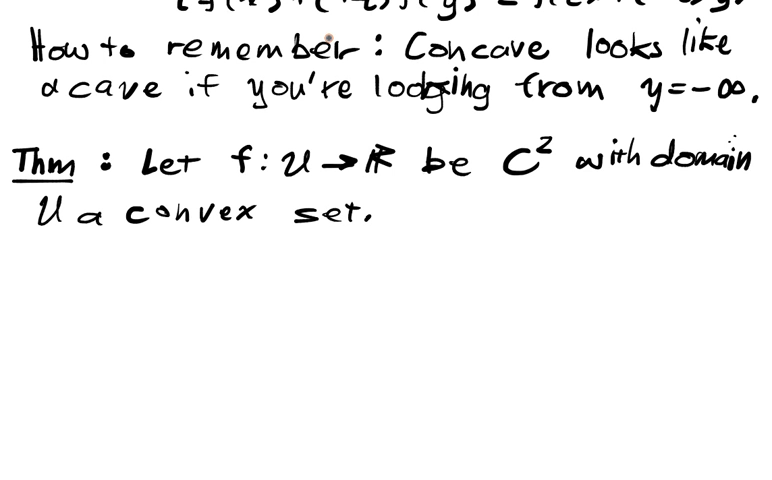 How to remember: Concave looks like
a cave if you're lodging from y=-∞.
Thm: Let f: U → ℝ be C² with domain
U a convex set.